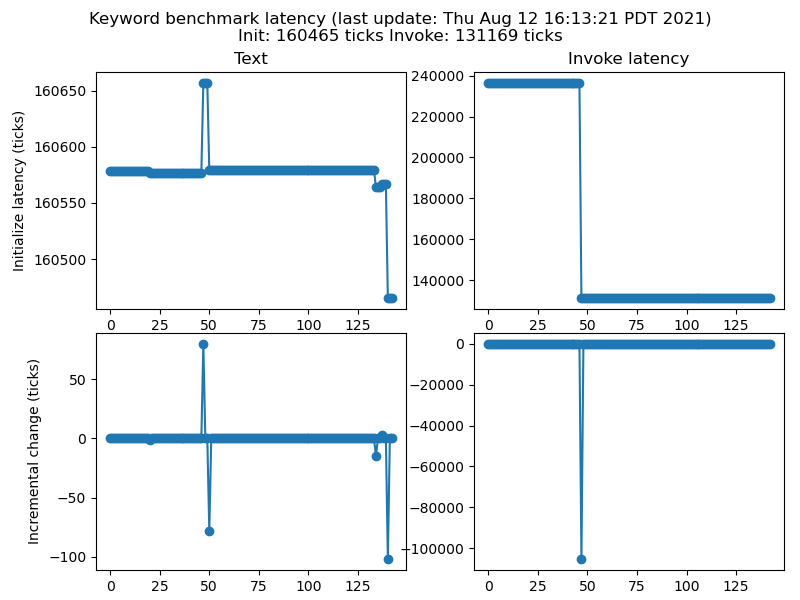 Keyword benchmark latency (last update: Thu Aug 12 16:13:21 PDT 2021)
Init: 160465 ticks Invoke: 131169 ticks
Text
Initialize latency (ticks)
160650
160600
160550
160500
0 25 50 75 100 125
Invoke latency
240000
220000
200000
180000
160000
140000
0 25 50 75 100 125
Incremental change (ticks)
50
0
−50
−100
0 25 50 75 100 125
0
−20000
−40000
−60000
−80000
−100000
0 25 50 75 100 125